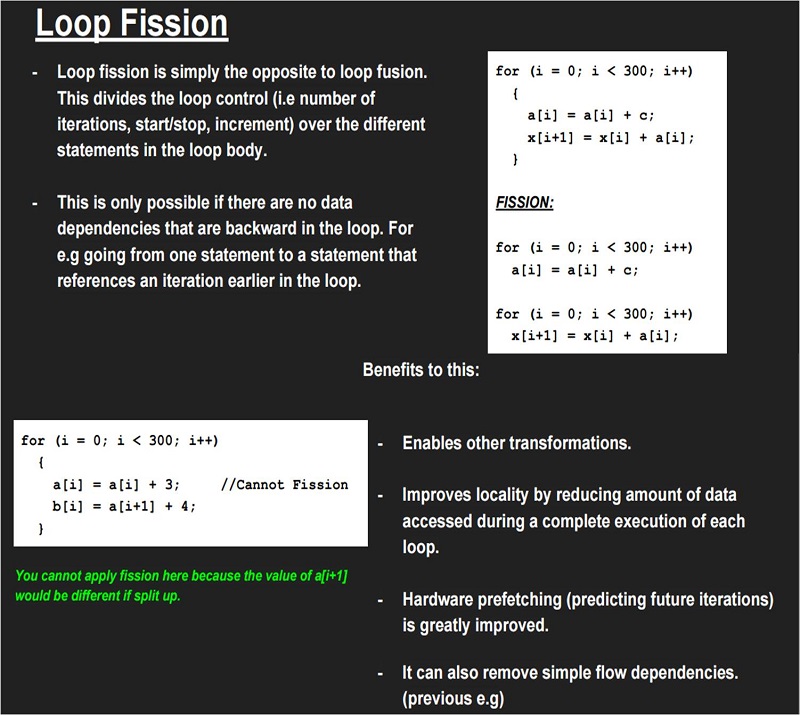 Loop Fission
- Loop fission is simply the opposite to loop fusion.
This divides the loop control (i.e number of
iterations, start/stop, increment) over the different
statements in the loop body.
- This is only possible if there are no data
dependencies that are backward in the loop. For
e.g going from one statement to a statement that
references an iteration earlier in the loop.
for (i = 0; i < 300; i++)
{
a[i] = a[i] + c;
x[i+1] = x[i] + a[i];
}
FISSION:
for (i = 0; i < 300; i++)
a[i] = a[i] + c;
for (i = 0; i < 300; i++)
x[i+1] = x[i] + a[i];
Benefits to this:
for (i = 0; i < 300; i++)
{
a[i] = a[i] + 3; //Cannot Fission
b[i] = a[i+1] + 4;
}
You cannot apply fission here because the value of a[i+1]
would be different if split up.
- Enables other transformations.
- Improves locality by reducing amount of data
accessed during a complete execution of each
loop.
- Hardware prefetching (predicting future iterations)
is greatly improved.
- It can also remove simple flow dependencies.
(previous e.g)